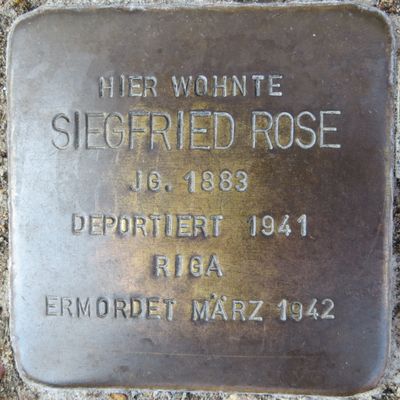 HIER WOHNTE
SIEGFRIED ROSE
JG. 1883
DEPORTIERT 1941
RIGA
ERMORDET MÄRZ 1942